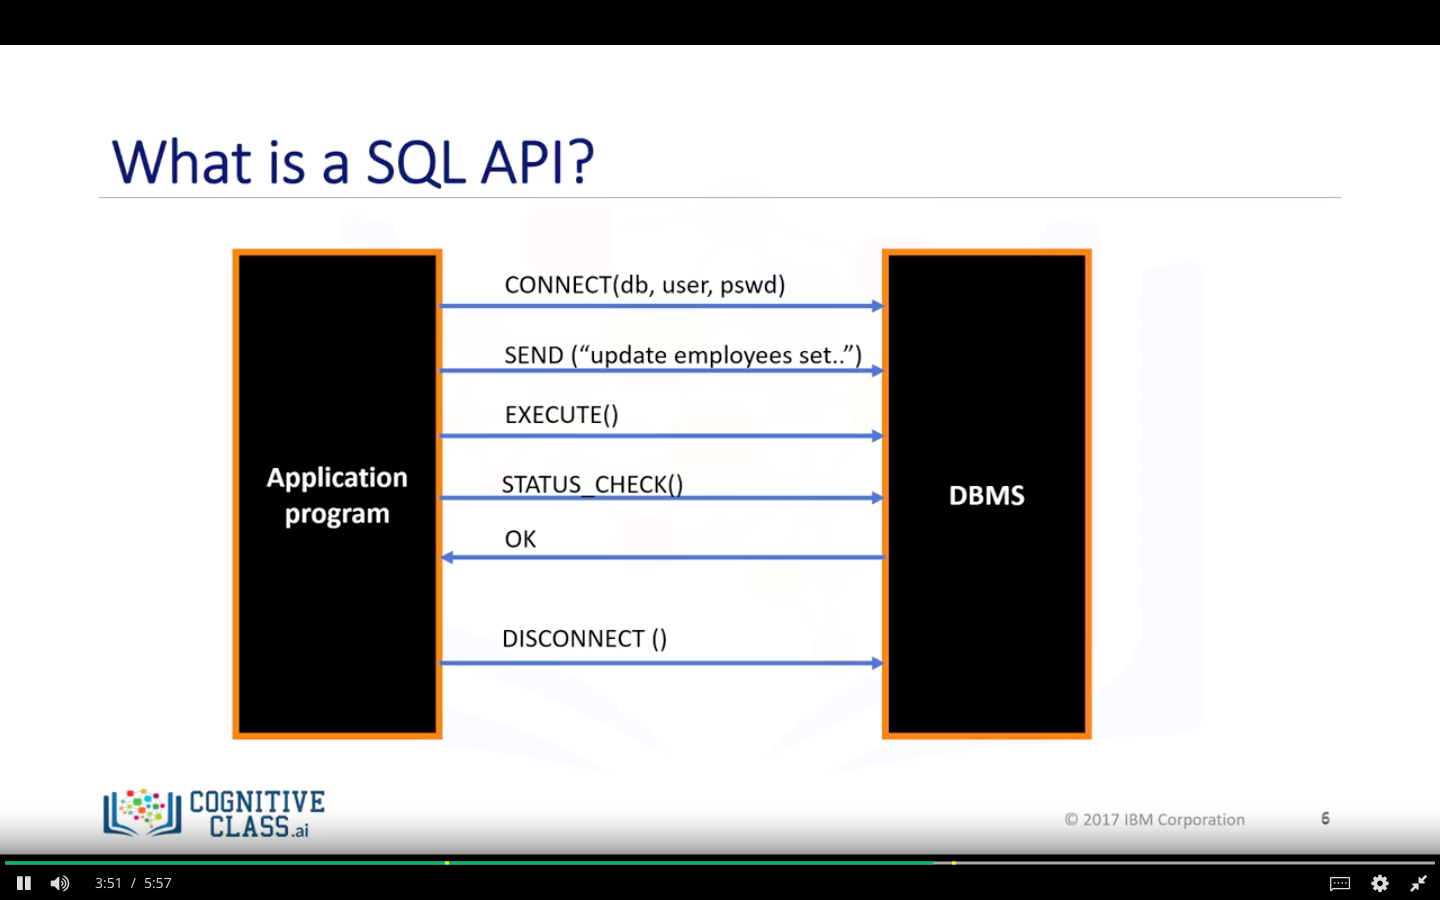 What is a SQL API?
CONNECT(db, user, pswd)
SEND (“update employees set..”)
EXECUTE()
STATUS_CHECK()
OK
DISCONNECT ()
Application
program
DBMS
COGNITIVE
CLASS.ai
© 2017 IBM Corporation
6
3:51 / 5:57